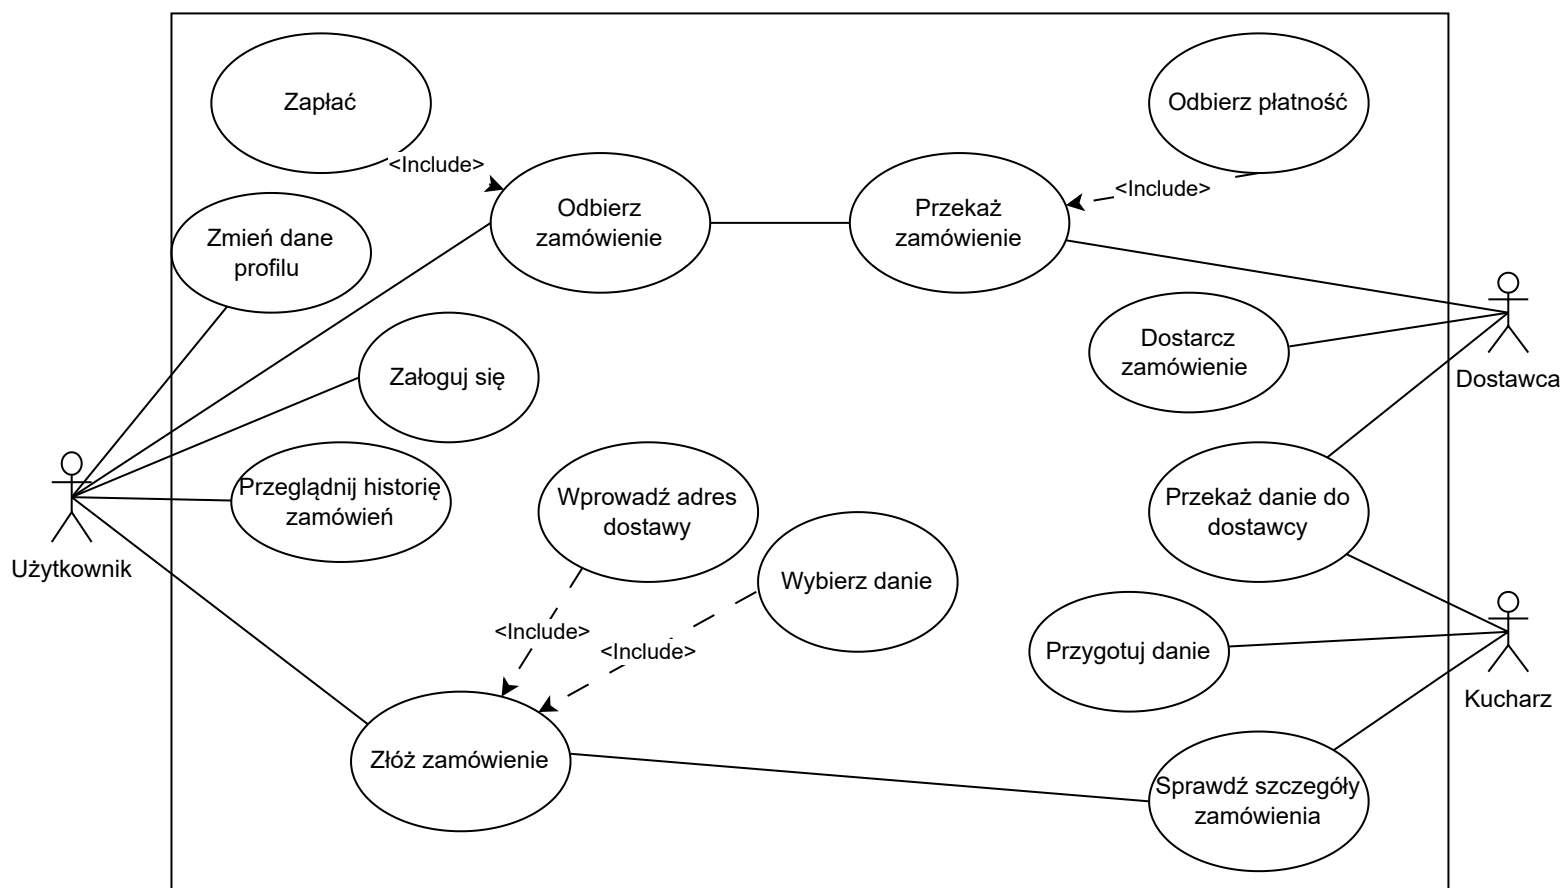 Zapłać
Odbierz płatność
<Include>
<Include>
Odbierz
zamówienie
Przekaż
zamówienie
Zmień dane
profilu
Załoguj się
Dostarcz
zamówienie
Dostawca
Przeglądnij historię
zamówień
Wprowadź adres
dostawy
Przekaż danie do
dostawcy
Użytkownik
Wybierz danie
<Include>
<Include>
Przygotuj danie
Kucharz
Złóż zamówienie
Sprawdź szczegóły
zamówienia